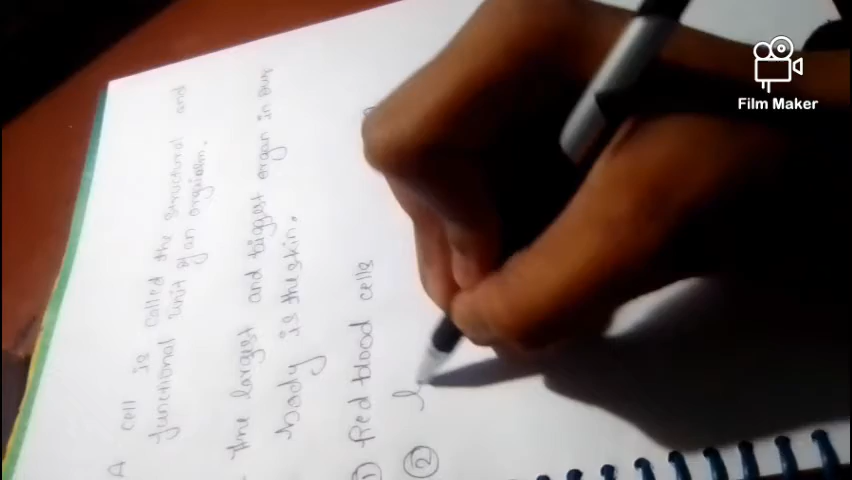 A cell is called the structural and
functional unit of an orgialm.
The largest and biggest organ in our
body is the skin.
① Red blood cells
②
Film Maker